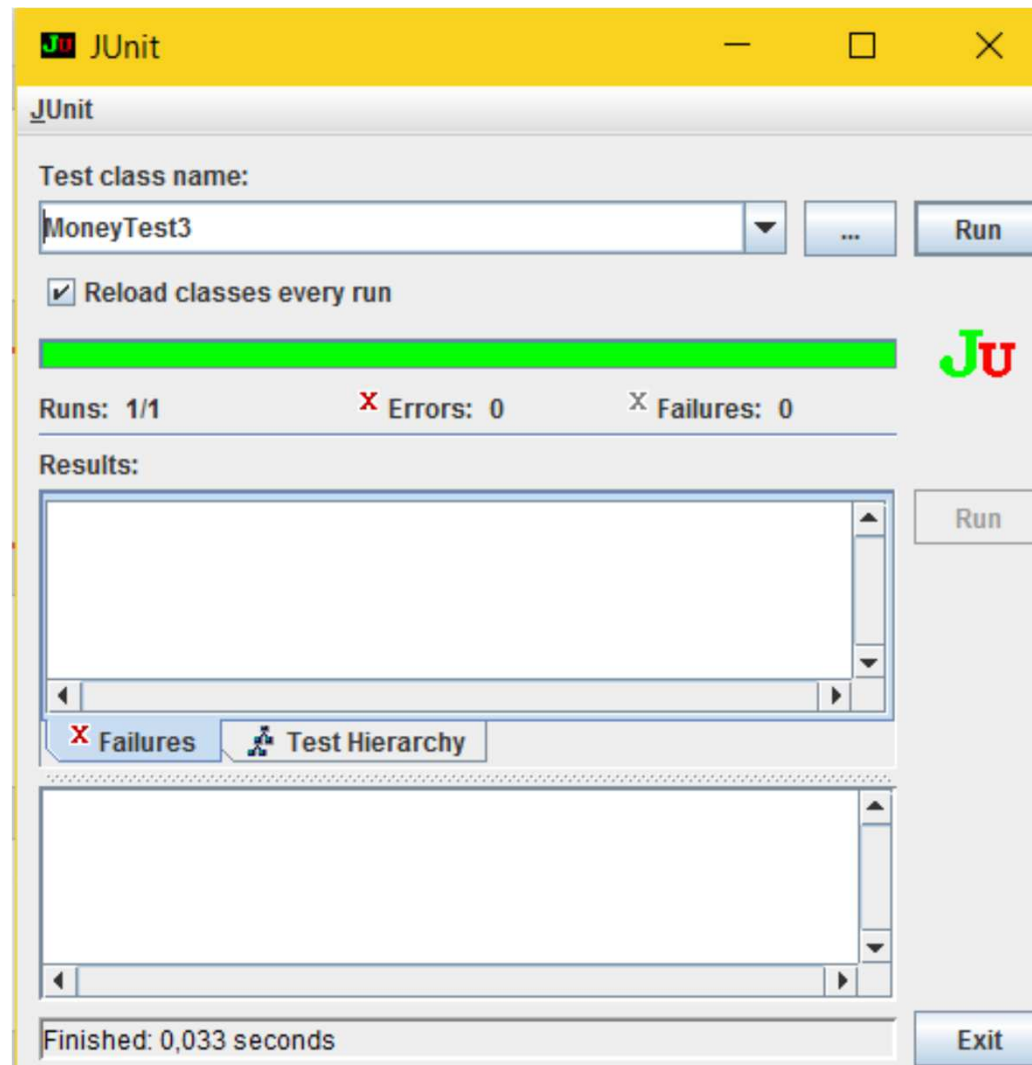 JU JUnit
JUnit
Test class name:
MoneyTest3 ... Run
Reload classes every run
JU
Runs: 1/1 X Errors: 0 X Failures: 0
Results:
Run
X Failures Test Hierarchy
Finished: 0,033 seconds Exit